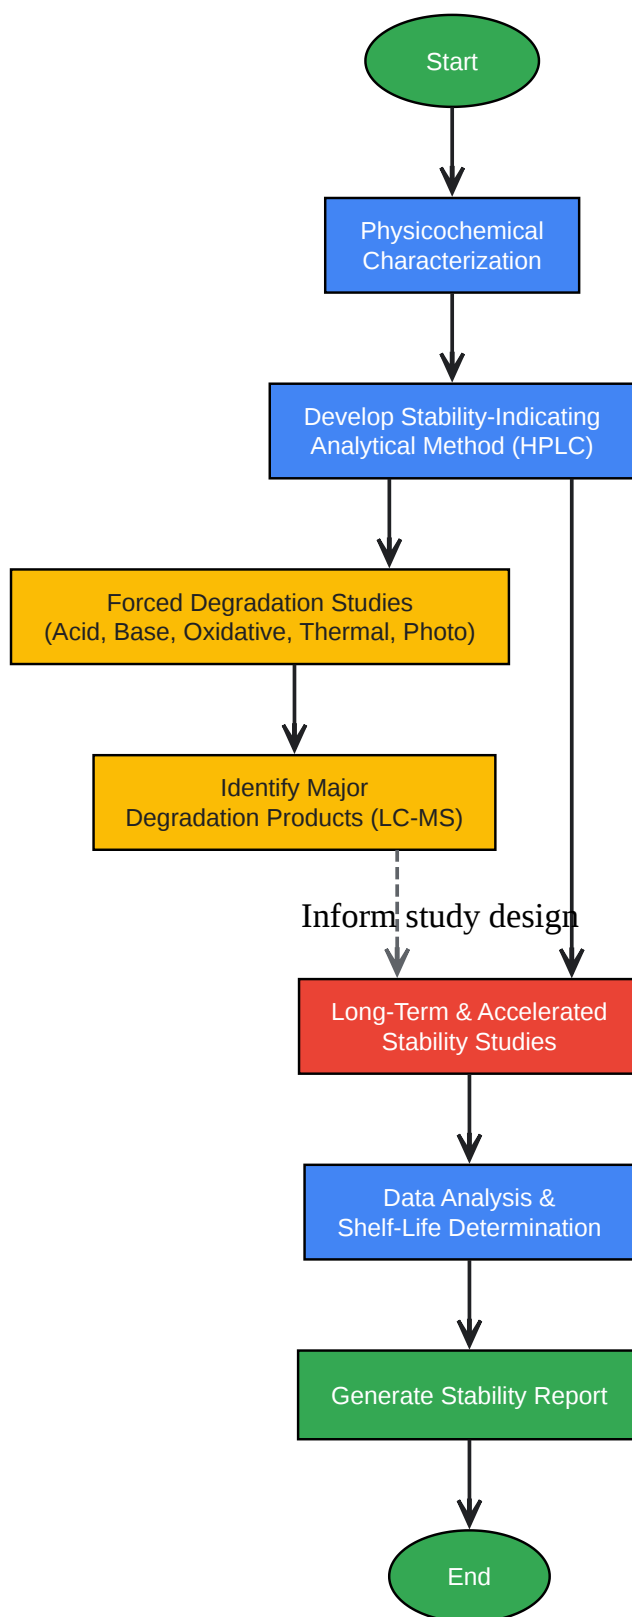 Start
Physicochemical
Characterization
Develop Stability-Indicating
Analytical Method (HPLC)
Forced Degradation Studies
(Acid, Base, Oxidative, Thermal, Photo)
Identify Major
Degradation Products (LC-MS)
Inform study design
Long-Term & Accelerated
Stability Studies
Data Analysis &
Shelf-Life Determination
Generate Stability Report
End